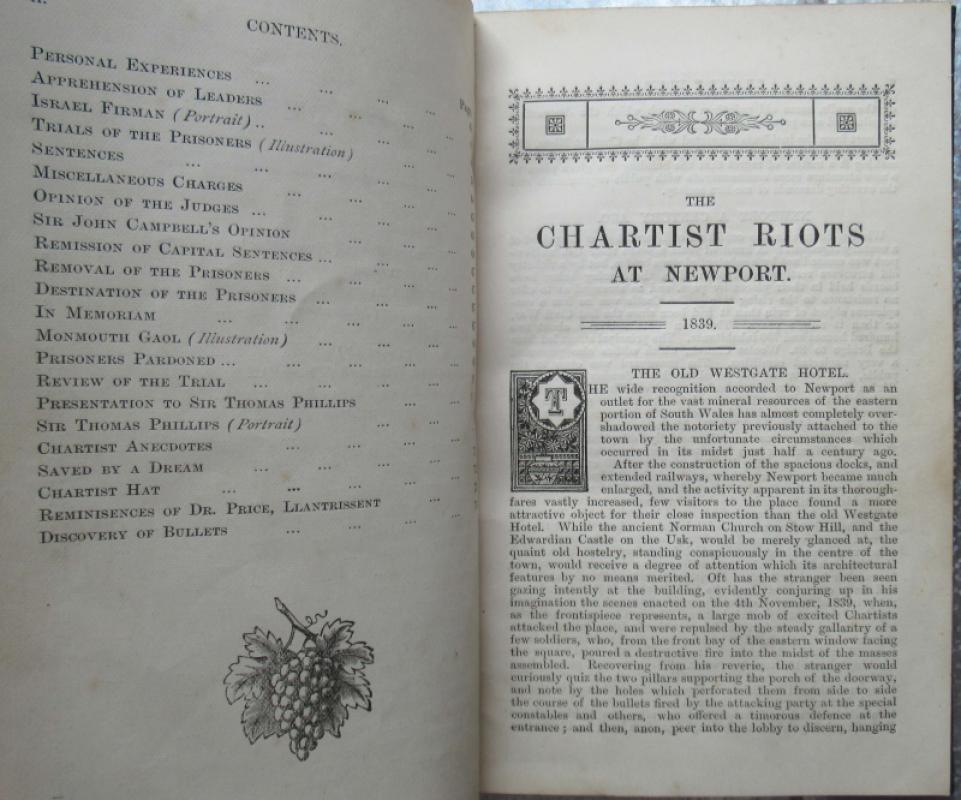 CONTENTS.
PERSONAL EXPERIENCES ... ... ...
APPREHENSION OF LEADERS ... ... ...
ISRAEL FIRMAN (Portrait) .. ... ... ...
TRIALS OF THE PRISONERS (Illustration) ... ...
SENTENCES ... ... ... ... ...
MISCELLANEOUS CHARGES ... ... ...
OPINION OF THE JUDGES ... ... ... ...
SIR JOHN CAMPBELL'S OPINION ... ... ...
REMISSION OF CAPITAL SENTENCES ... ... ...
REMOVAL OF THE PRISONERS ... ... ... ...
DESTINATION OF THE PRISONERS ... ... ...
IN MEMORIAM ... ... ... ...
MONMOUTH GAOL (Illustration) ... ... ...
PRISONERS PARDONED ... ... ... ...
REVIEW OF THE TRIAL ... ... ... ...
PRESENTATION TO SIR THOMAS PHILLIPS ... ...
SIR THOMAS PHILLIPS (Portrait) ... ...
CHARTIST ANECDOTES ... ... ...
SAVED BY A DREAM ... ... ... ...
CHARTIST HAT ... ... ... ...
REMINISENCES OF DR. PRICE, LLANTRISSENT ...
DISCOVERY OF BULLETS ... ... ...
THE
CHARTIST RIOTS
AT NEWPORT.
1839.
THE OLD WESTGATE HOTEL.
THE wide recognition accorded to Newport as an
outlet for the vast mineral resources of the eastern
portion of South Wales has almost completely over-
shadowed the notoriety previously attached to the
town by the unfortunate circumstances which
occurred in its midst just half a century ago.
After the construction of the spacious docks, and
extended railways, whereby Newport became much
enlarged, and the activity apparent in its thorough-
fares vastly increased, few visitors to the place found a more
attractive object for their close inspection than the old Westgate
Hotel. While the ancient Norman Church on Stow Hill, and the
Edwardian Castle on the Usk, would be merely glanced at, the
quaint old hostelry, standing conspicuously in the centre of the
town, would receive a degree of attention which its architectural
features by no means merited. Oft has the stranger been seen
gazing intently at the building, evidently conjuring up in his
imagination the scenes enacted on the 4th November, 1839, when,
as the frontispiece represents, a large mob of excited Chartists
attacked the place, and were repulsed by the steady gallantry of a
few soldiers, who, from the front bay of the eastern window facing
the square, poured a destructive fire into the midst of the masses
assembled. Recovering from his reverie, the stranger would
curiously quiz the two pillars supporting the porch of the doorway,
and note by the holes which perforated them from side to side
the course of the bullets fired by the attacking party at the special
constables and others, who offered a timorous defence at the
entrance ; and then, anon, peer into the lobby to discern, hanging